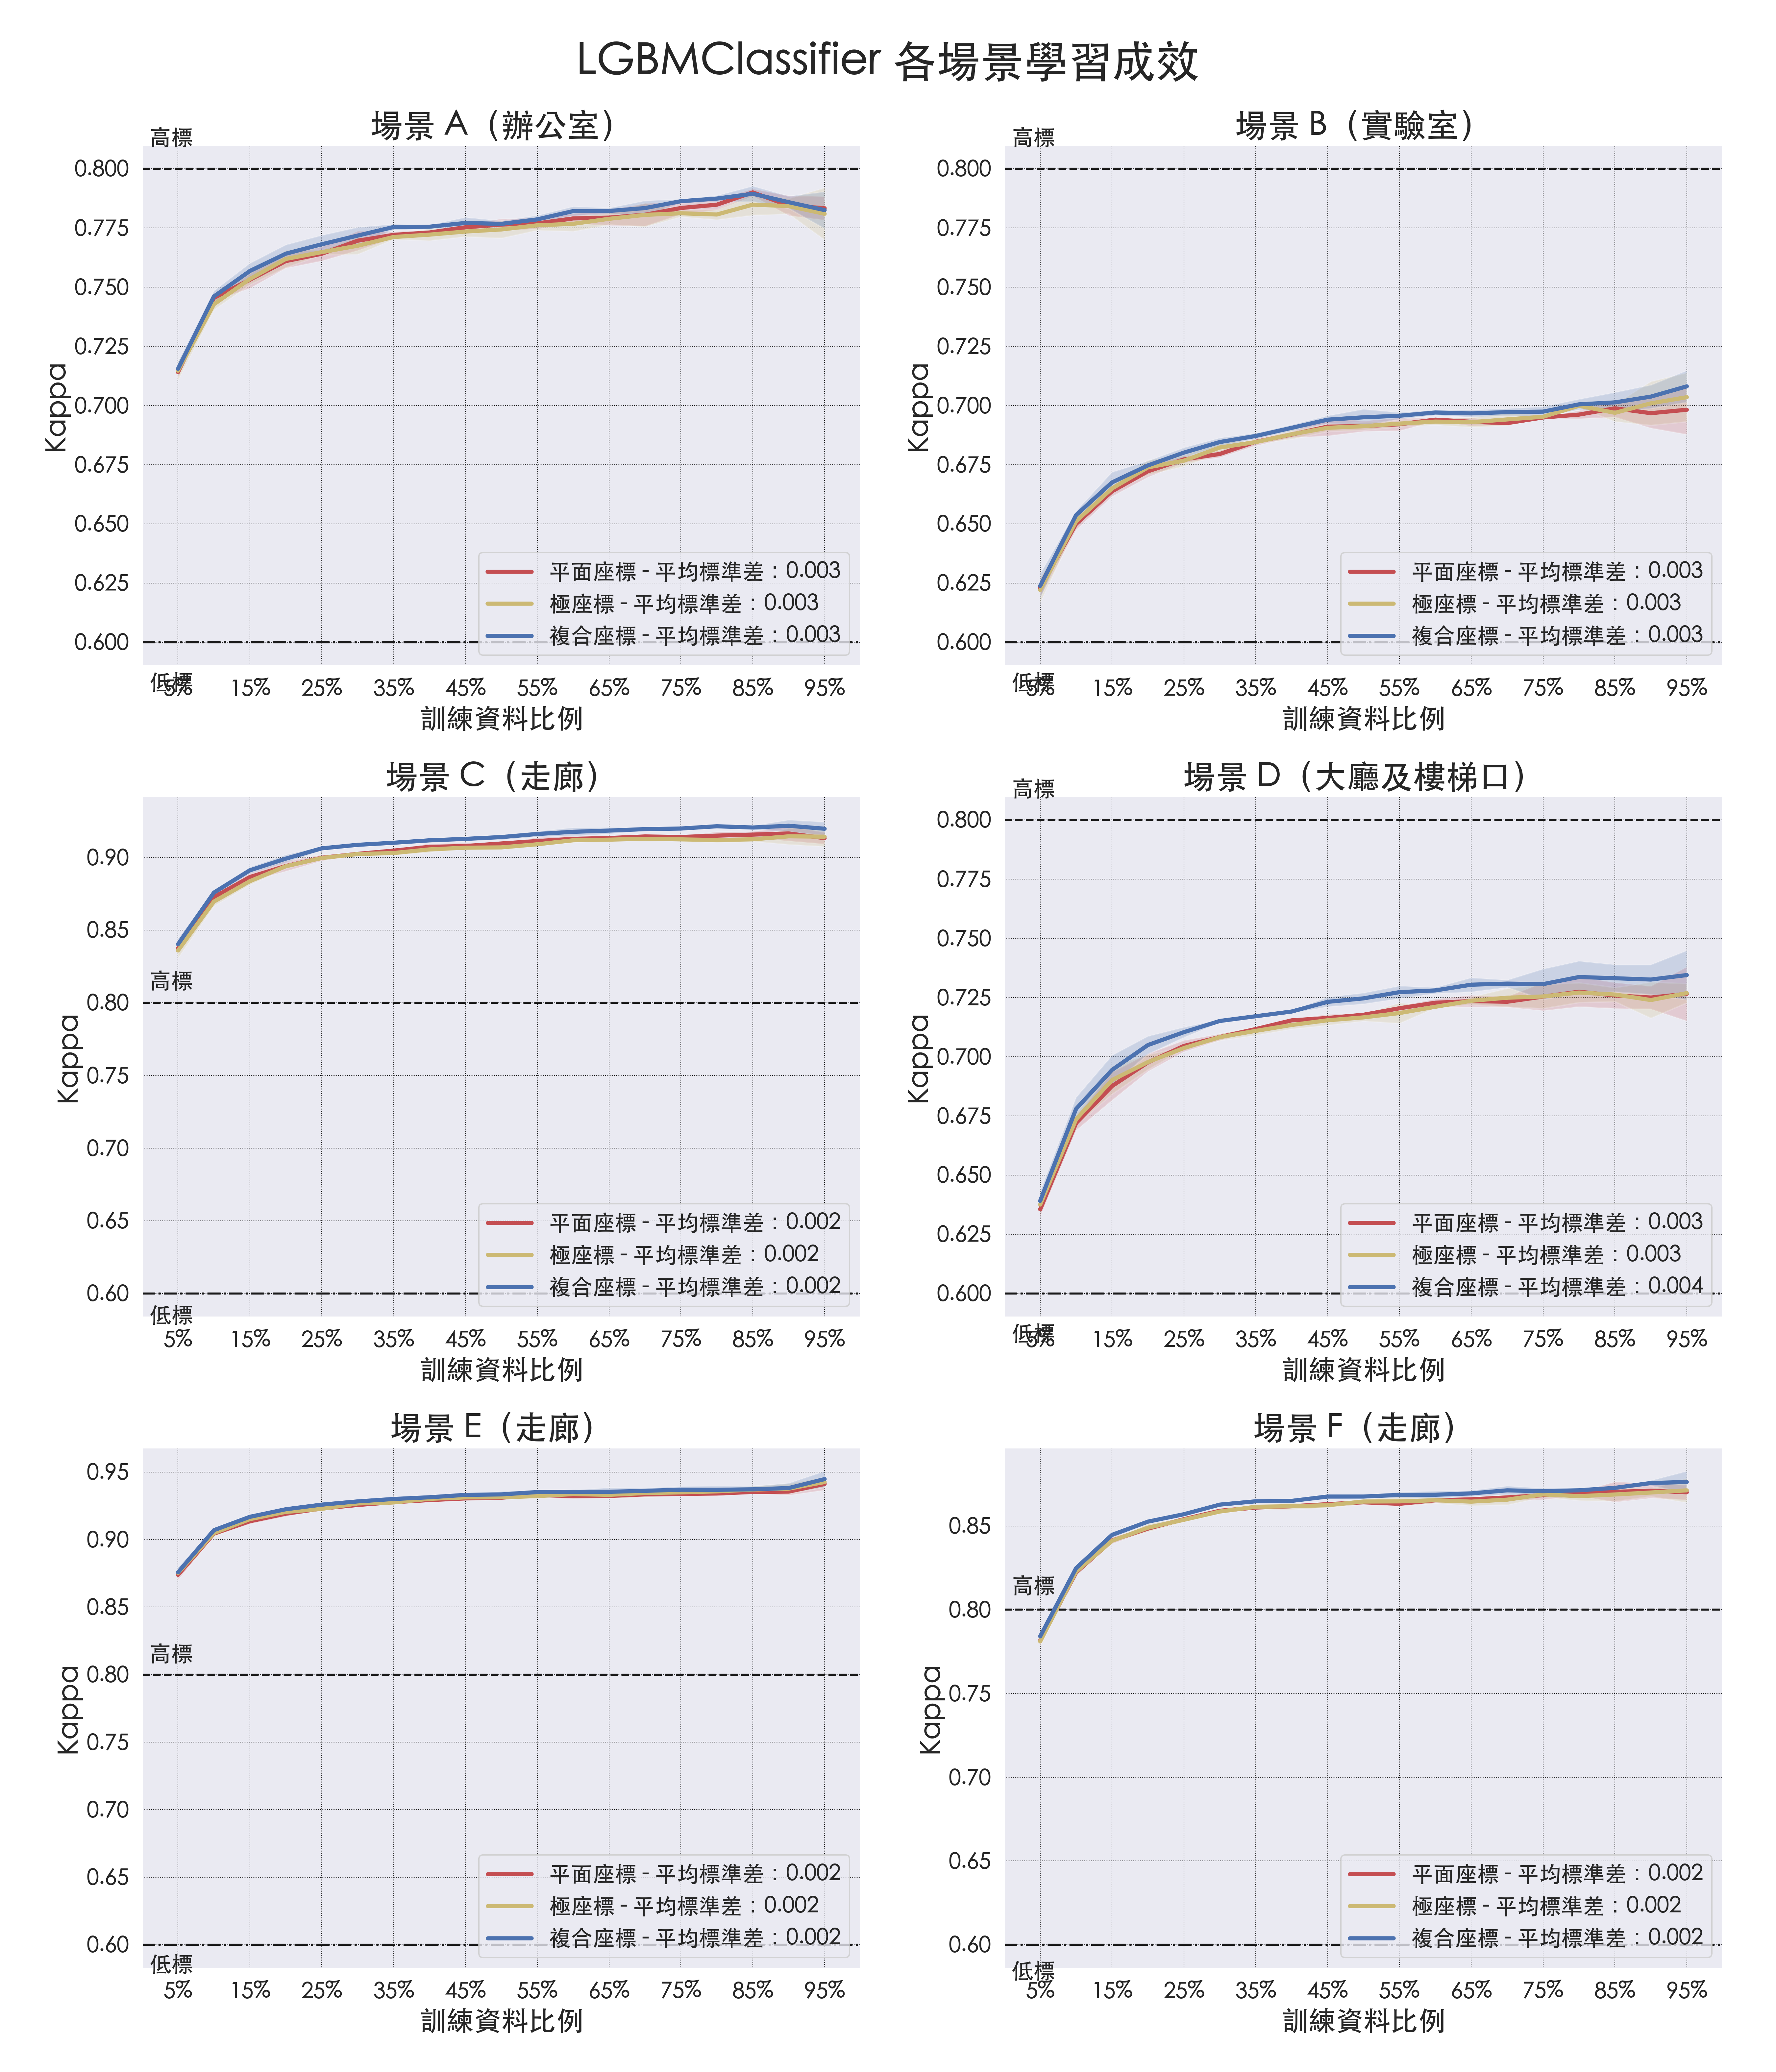 LGBMClassifier 各場景學習成效
場景 A（辦公室）
高標
0.800
0.775
0.750
0.725
0.700
0.675
0.650
0.625
0.600
Kappa
平面座標 - 平均標準差：0.003
極座標 - 平均標準差：0.003
複合座標 - 平均標準差：0.003
低標
5% 15% 25% 35% 45% 55% 65% 75% 85% 95%
訓練資料比例
場景 B（實驗室）
高標
0.800
0.775
0.750
0.725
0.700
0.675
0.650
0.625
0.600
Kappa
平面座標 - 平均標準差：0.003
極座標 - 平均標準差：0.003
複合座標 - 平均標準差：0.003
低標
5% 15% 25% 35% 45% 55% 65% 75% 85% 95%
訓練資料比例
場景 C（走廊）
0.90
0.85
高標
0.80
0.75
0.70
0.65
0.60
Kappa
平面座標 - 平均標準差：0.002
極座標 - 平均標準差：0.002
複合座標 - 平均標準差：0.002
低標
5% 15% 25% 35% 45% 55% 65% 75% 85% 95%
訓練資料比例
場景 D（大廳及樓梯口）
高標
0.800
0.775
0.750
0.725
0.700
0.675
0.650
0.625
0.600
Kappa
平面座標 - 平均標準差：0.003
極座標 - 平均標準差：0.003
複合座標 - 平均標準差：0.004
低標
5% 15% 25% 35% 45% 55% 65% 75% 85% 95%
訓練資料比例
場景 E（走廊）
0.95
0.90
0.85
高標
0.80
0.75
0.70
0.65
0.60
Kappa
平面座標 - 平均標準差：0.002
極座標 - 平均標準差：0.002
複合座標 - 平均標準差：0.002
低標
5% 15% 25% 35% 45% 55% 65% 75% 85% 95%
訓練資料比例
場景 F（走廊）
0.85
高標
0.80
0.75
0.70
0.65
0.60
Kappa
平面座標 - 平均標準差：0.002
極座標 - 平均標準差：0.002
複合座標 - 平均標準差：0.002
低標
5% 15% 25% 35% 45% 55% 65% 75% 85% 95%
訓練資料比例